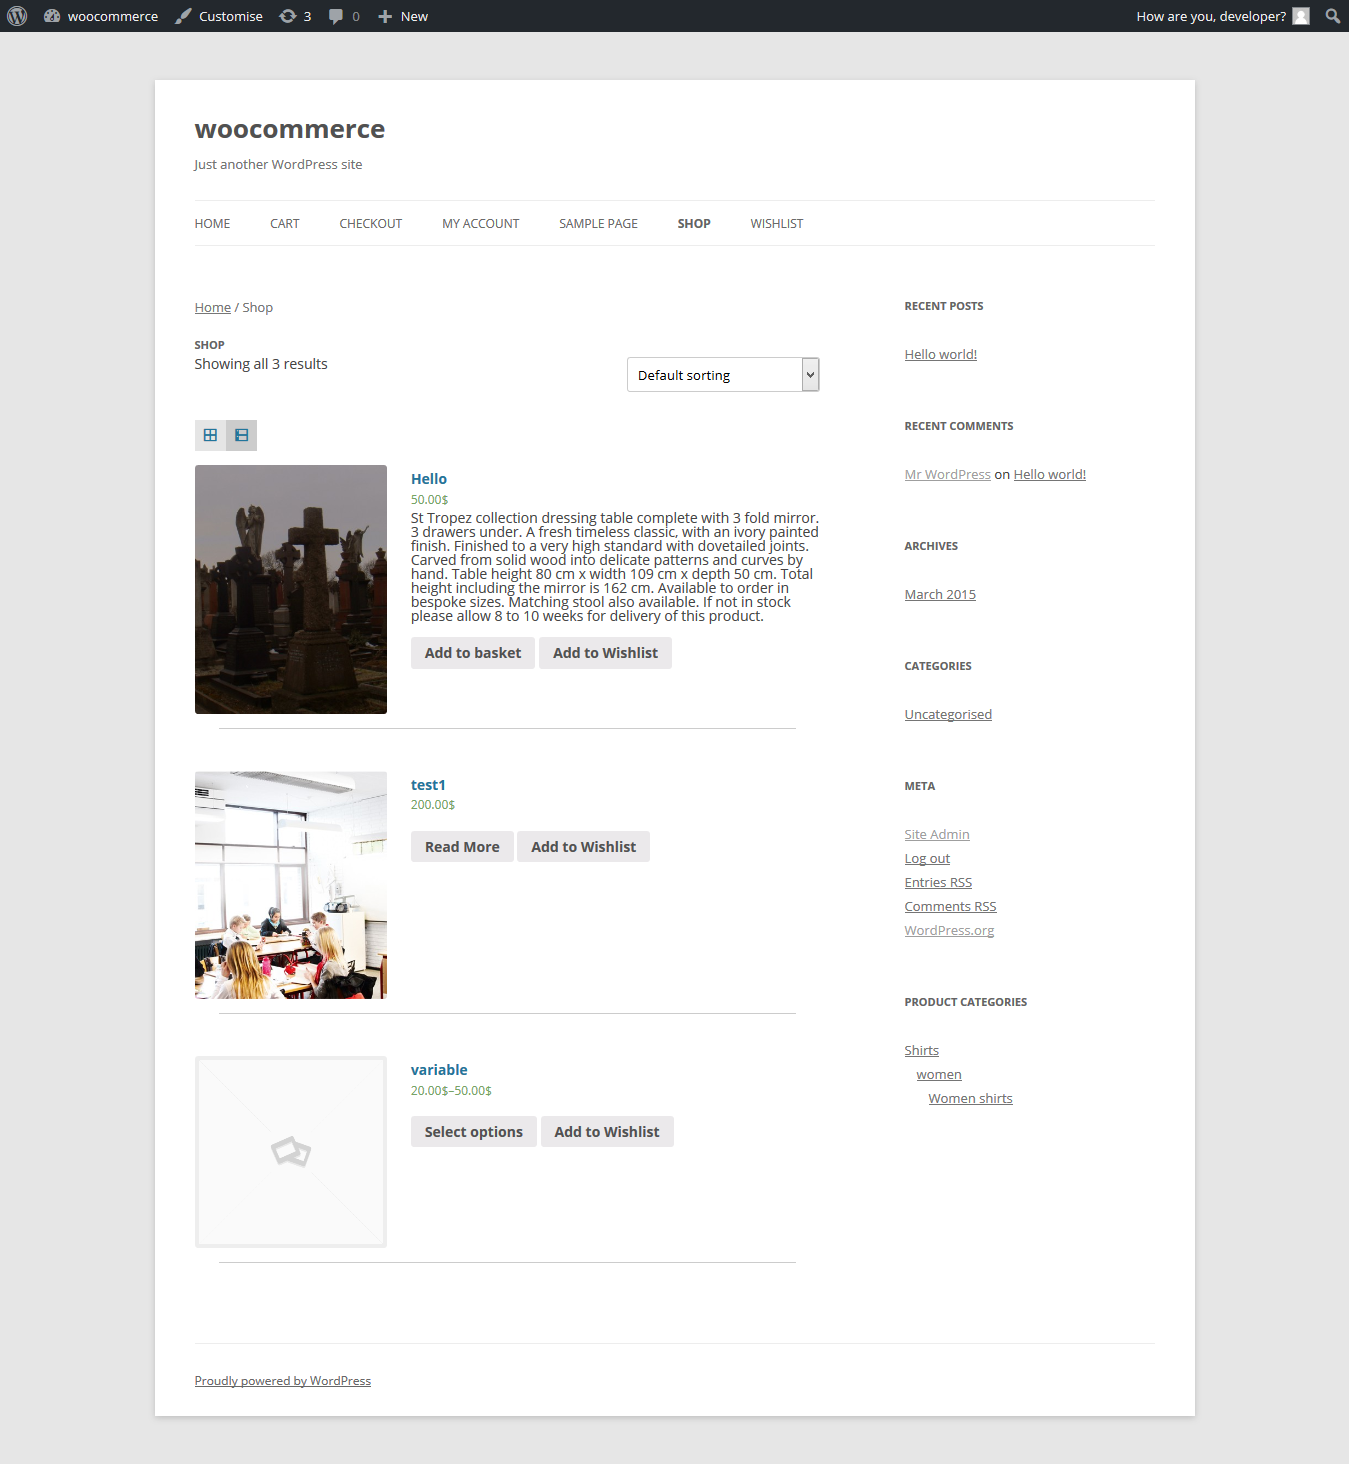 woocommerce Customise 3 0 New How are you, developer?
woocommerce
Just another WordPress site
HOME CART CHECKOUT MY ACCOUNT SAMPLE PAGE SHOP WISHLIST
Home / Shop
SHOP
Showing all 3 results
Default sorting
Hello
50.00$
St Tropez collection dressing table complete with 3 fold mirror.
3 drawers under. A fresh timeless classic, with an ivory painted
finish. Finished to a very high standard with dovetailed joints.
Carved from solid wood into delicate patterns and curves by
hand. Table height 80 cm x width 109 cm x depth 50 cm. Total
height including the mirror is 162 cm. Available to order in
bespoke sizes. Matching stool also available. If not in stock
please allow 8 to 10 weeks for delivery of this product.
Add to basket Add to Wishlist
test1
200.00$
Read More Add to Wishlist
variable
20.00$–50.00$
Select options Add to Wishlist
RECENT POSTS
Hello world!
RECENT COMMENTS
Mr WordPress on Hello world!
ARCHIVES
March 2015
CATEGORIES
Uncategorised
META
Site Admin
Log out
Entries RSS
Comments RSS
WordPress.org
PRODUCT CATEGORIES
Shirts
women
Women shirts
Proudly powered by WordPress